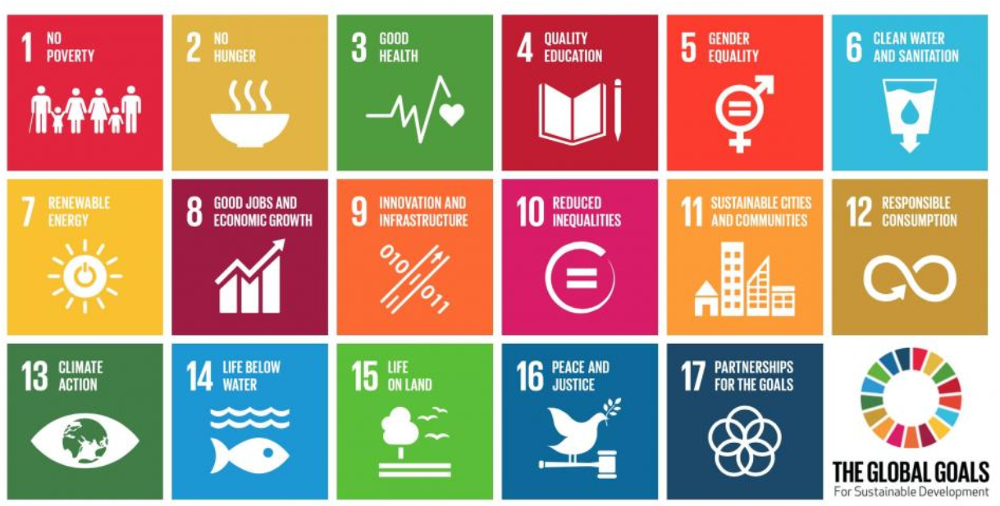 1 NO
POVERTY
2 NO
HUNGER
3 GOOD
HEALTH
4 QUALITY
EDUCATION
5 GENDER
EQUALITY
6 CLEAN WATER
AND SANITATION
7 RENEWABLE
ENERGY
8 GOOD JOBS AND
ECONOMIC GROWTH
9 INNOVATION AND
INFRASTRUCTURE
010
011
10 REDUCED
INEQUALITIES
11 SUSTAINABLE CITIES
AND COMMUNITIES
12 RESPONSIBLE
CONSUMPTION
13 CLIMATE
ACTION
14 LIFE BELOW
WATER
15 LIFE
ON LAND
16 PEACE AND
JUSTICE
17 PARTNERSHIPS
FOR THE GOALS
THE GLOBAL GOALS
For Sustainable Development